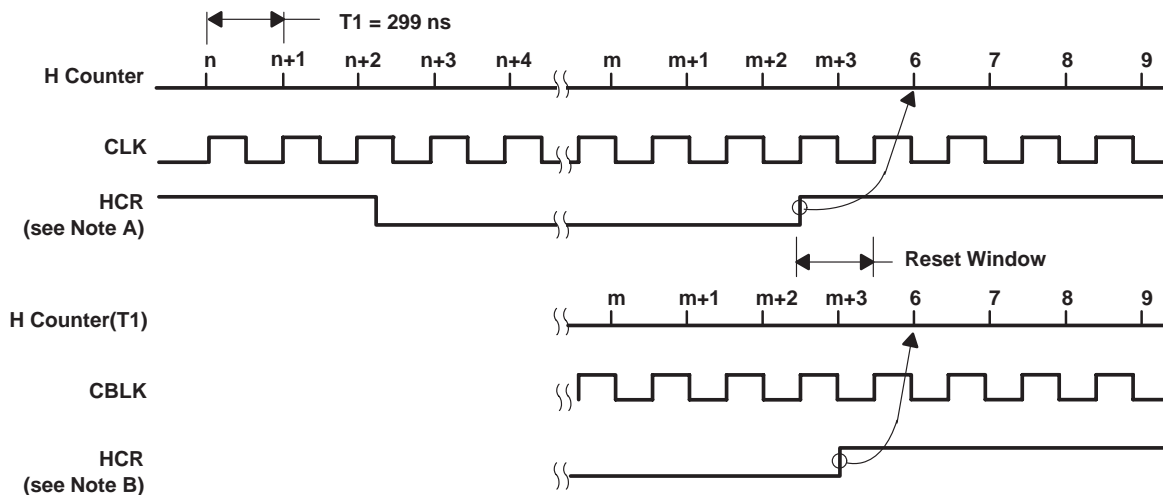 T1 = 299 ns
n n+1 n+2 n+3 n+4 m m+1 m+2 m+3 6 7 8 9
H Counter
CLK
HCR
(see Note A)
Reset Window
m m+1 m+2 m+3 6 7 8 9
H Counter(T1)
CBLK
HCR
(see Note B)